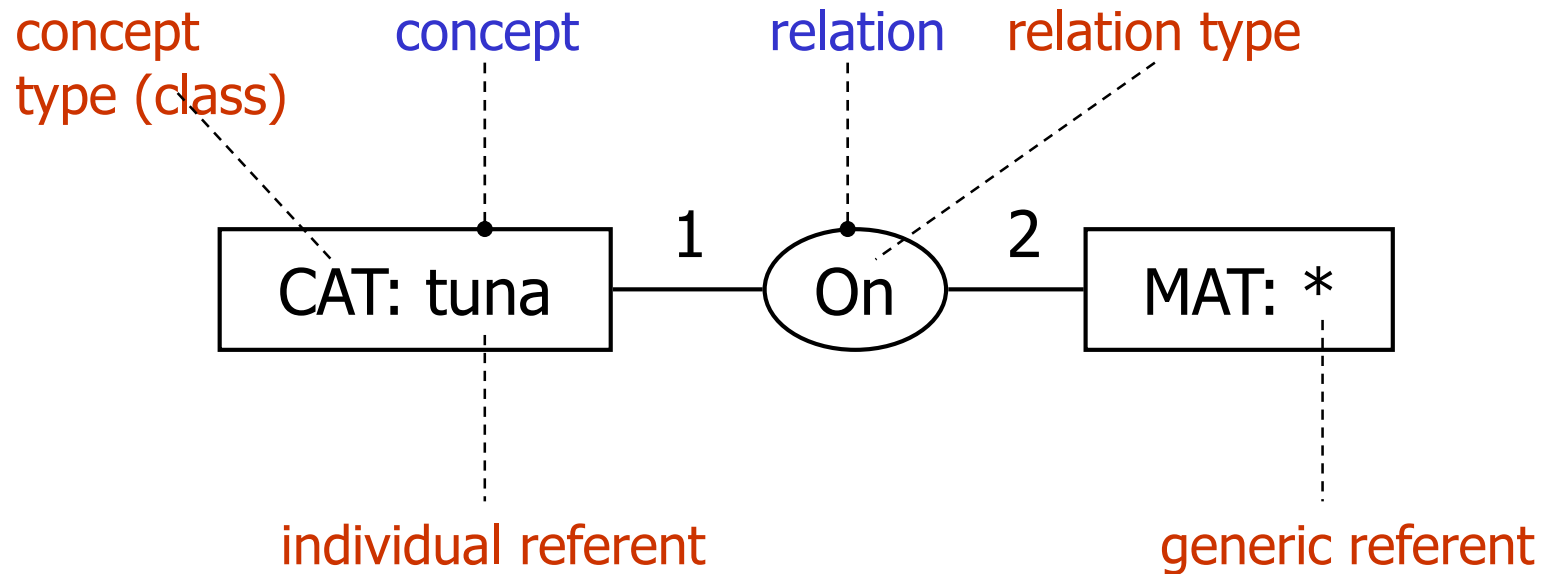 concept
type (class)
concept
relation
relation type
CAT: tuna
1
On
2
MAT: *
individual referent
generic referent